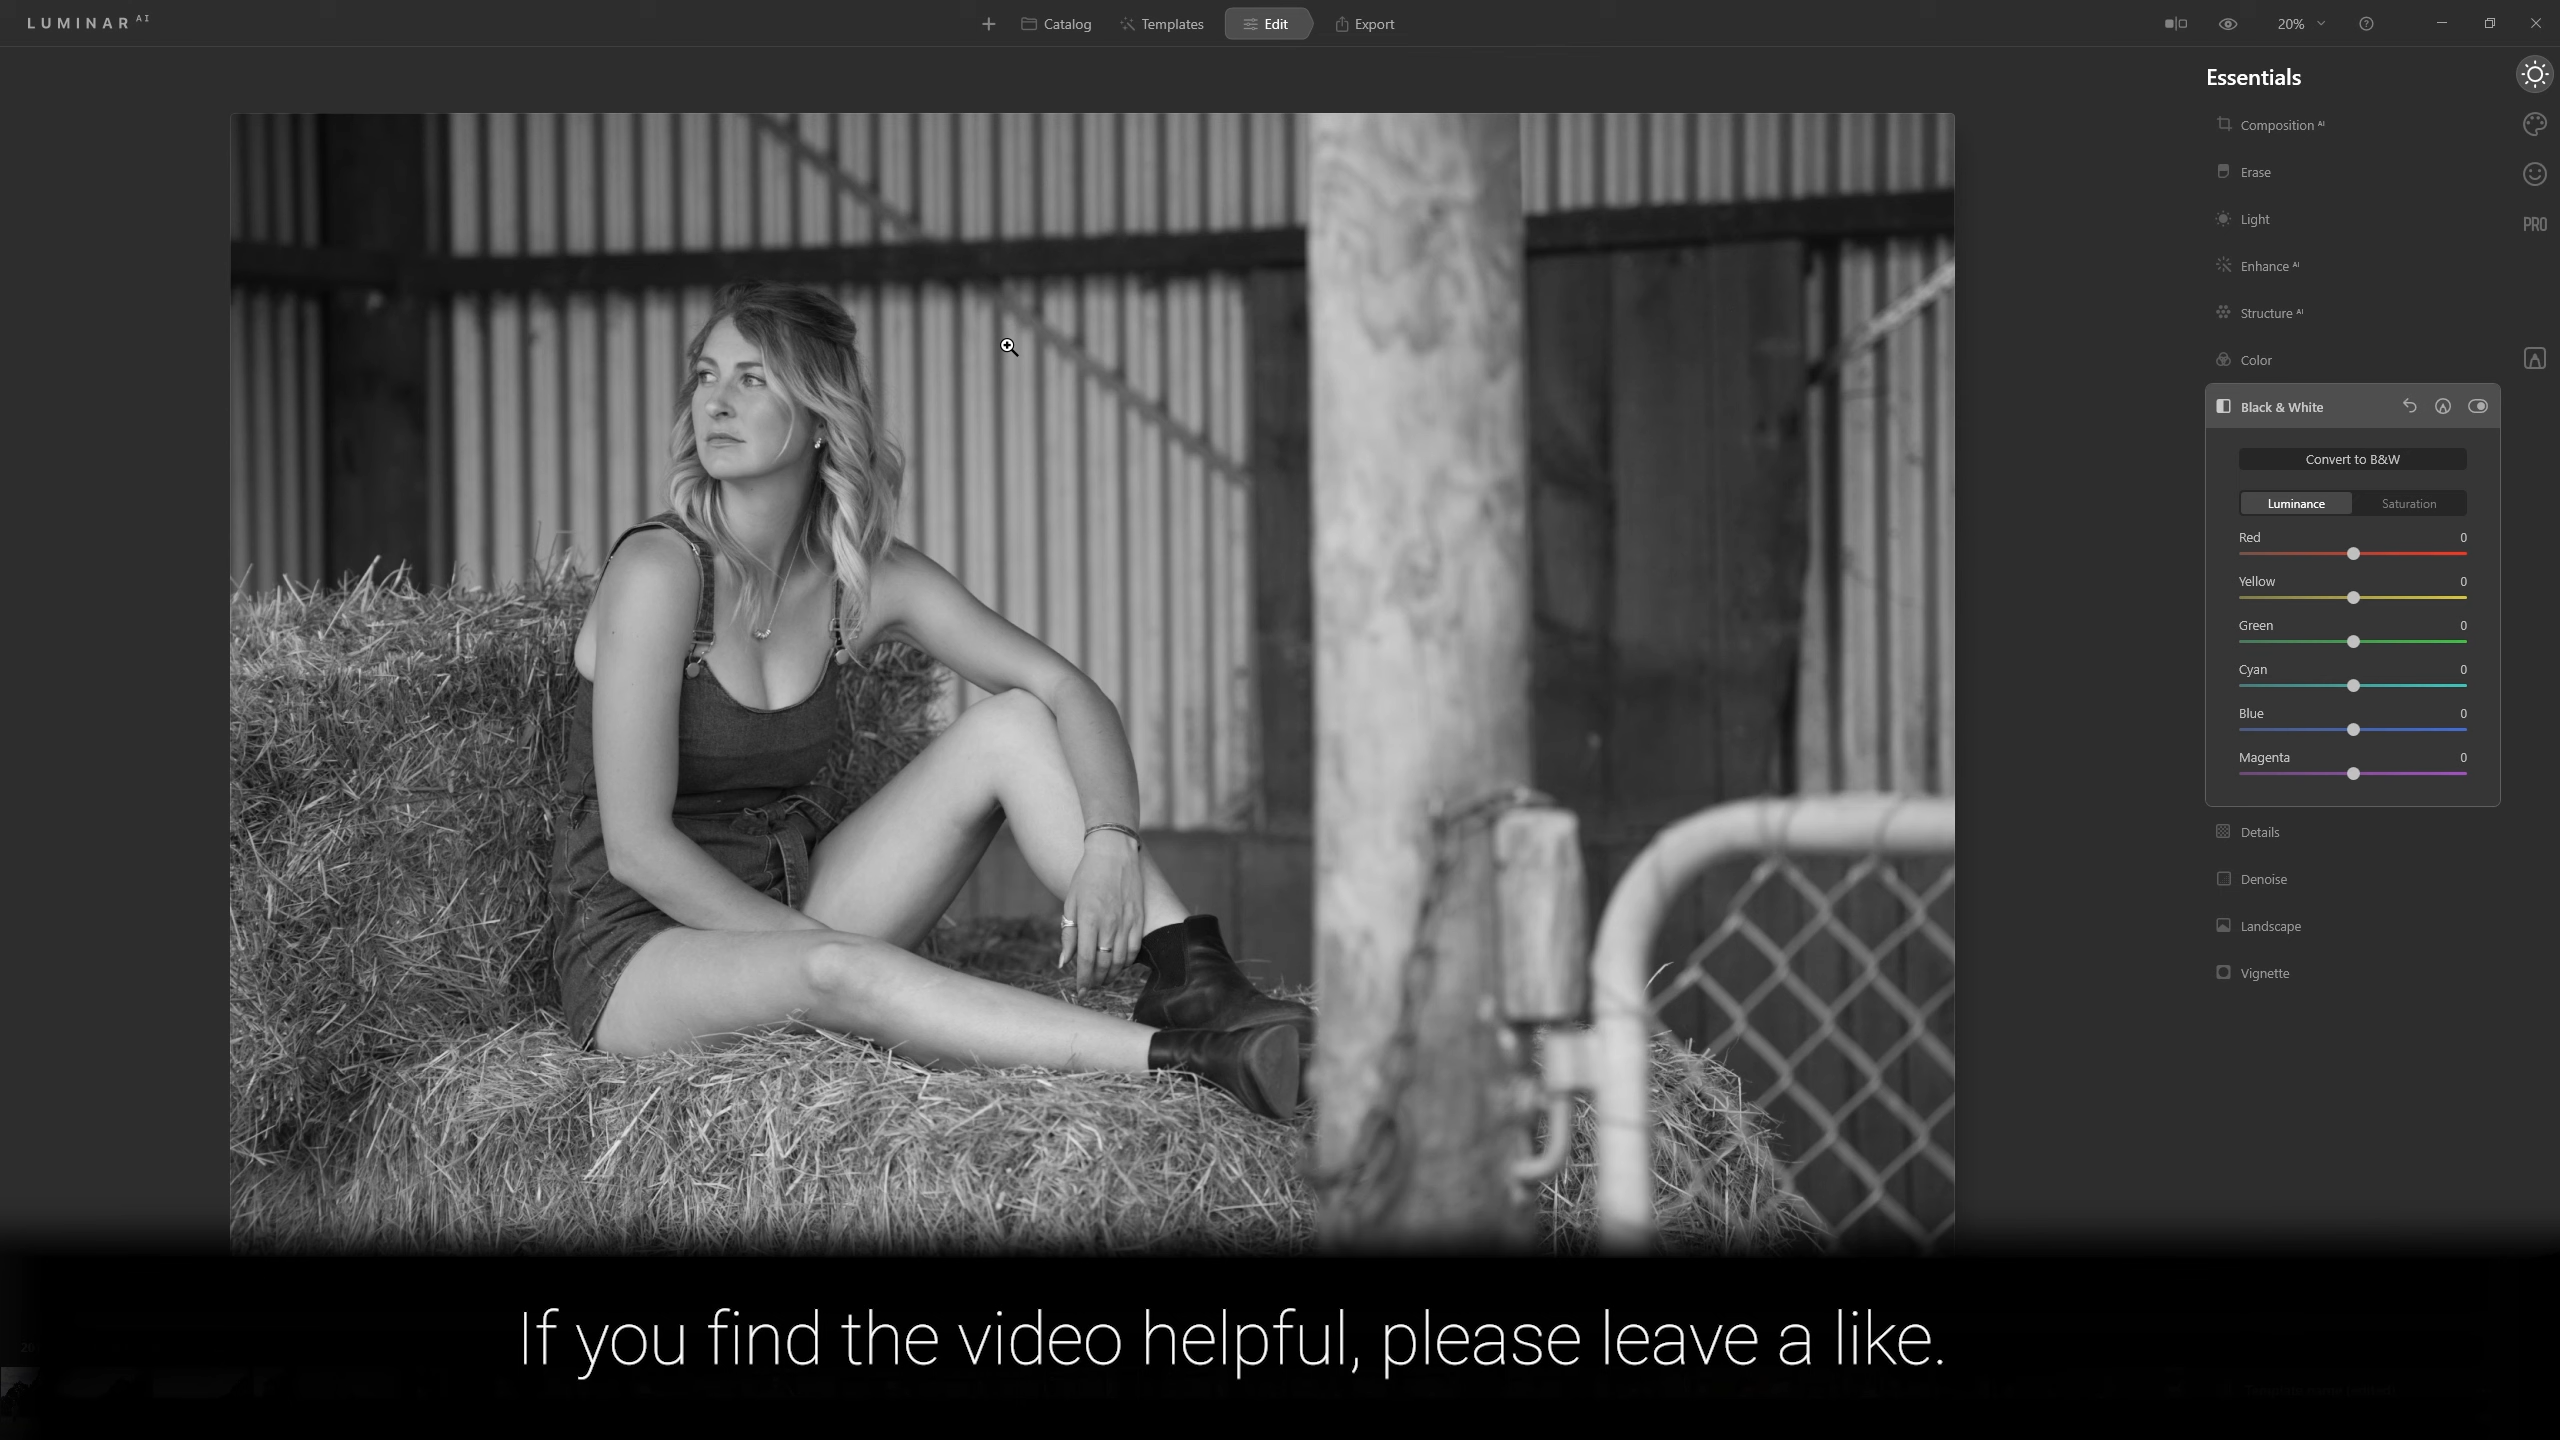 LUMINAR AI
Catalog
Templates
Edit
Export
20%
Essentials
Composition AI
Erase
Light
PRO
Enhance AI
Structure AI
Color
Black & White
Convert to B&W
Luminance Saturation
Red 0
Yellow 0
Green 0
Cyan 0
Blue 0
Magenta 0
Details
Denoise
Landscape
Vignette
If you find the video helpful, please leave a like.